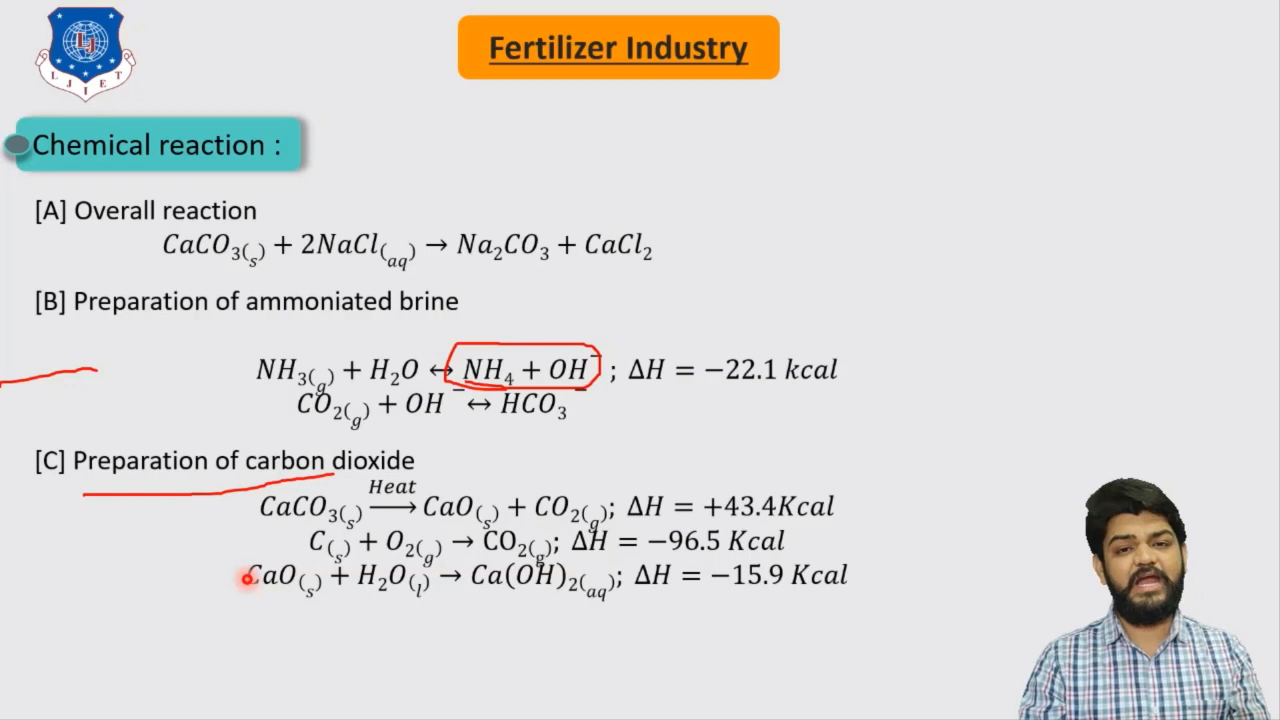 LJIET
Fertilizer Industry
Chemical reaction :
[A] Overall reaction
CaCO₃₍s₎ + 2NaCl₍aq₎ → Na₂CO₃ + CaCl₂
[B] Preparation of ammoniated brine
NH₃₍g₎ + H₂O ↔ NH₄ + OH⁻ ; ΔH = −22.1 kcal
CO₂₍g₎ + OH⁻ ↔ HCO₃⁻
[C] Preparation of carbon dioxide
Heat
CaCO₃₍s₎ → CaO₍s₎ + CO₂₍g₎; ΔH = +43.4Kcal
C₍s₎ + O₂₍g₎ → CO₂₍g₎; ΔH = −96.5 Kcal
CaO₍s₎ + H₂O₍l₎ → Ca(OH)₂₍aq₎; ΔH = −15.9 Kcal